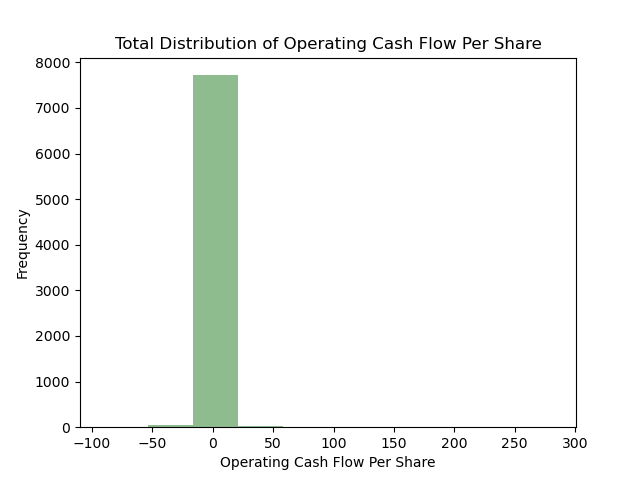 Total Distribution of Operating Cash Flow Per Share
8000
7000
6000
5000
4000
3000
2000
1000
0
Frequency
−100 −50 0 50 100 150 200 250 300
Operating Cash Flow Per Share